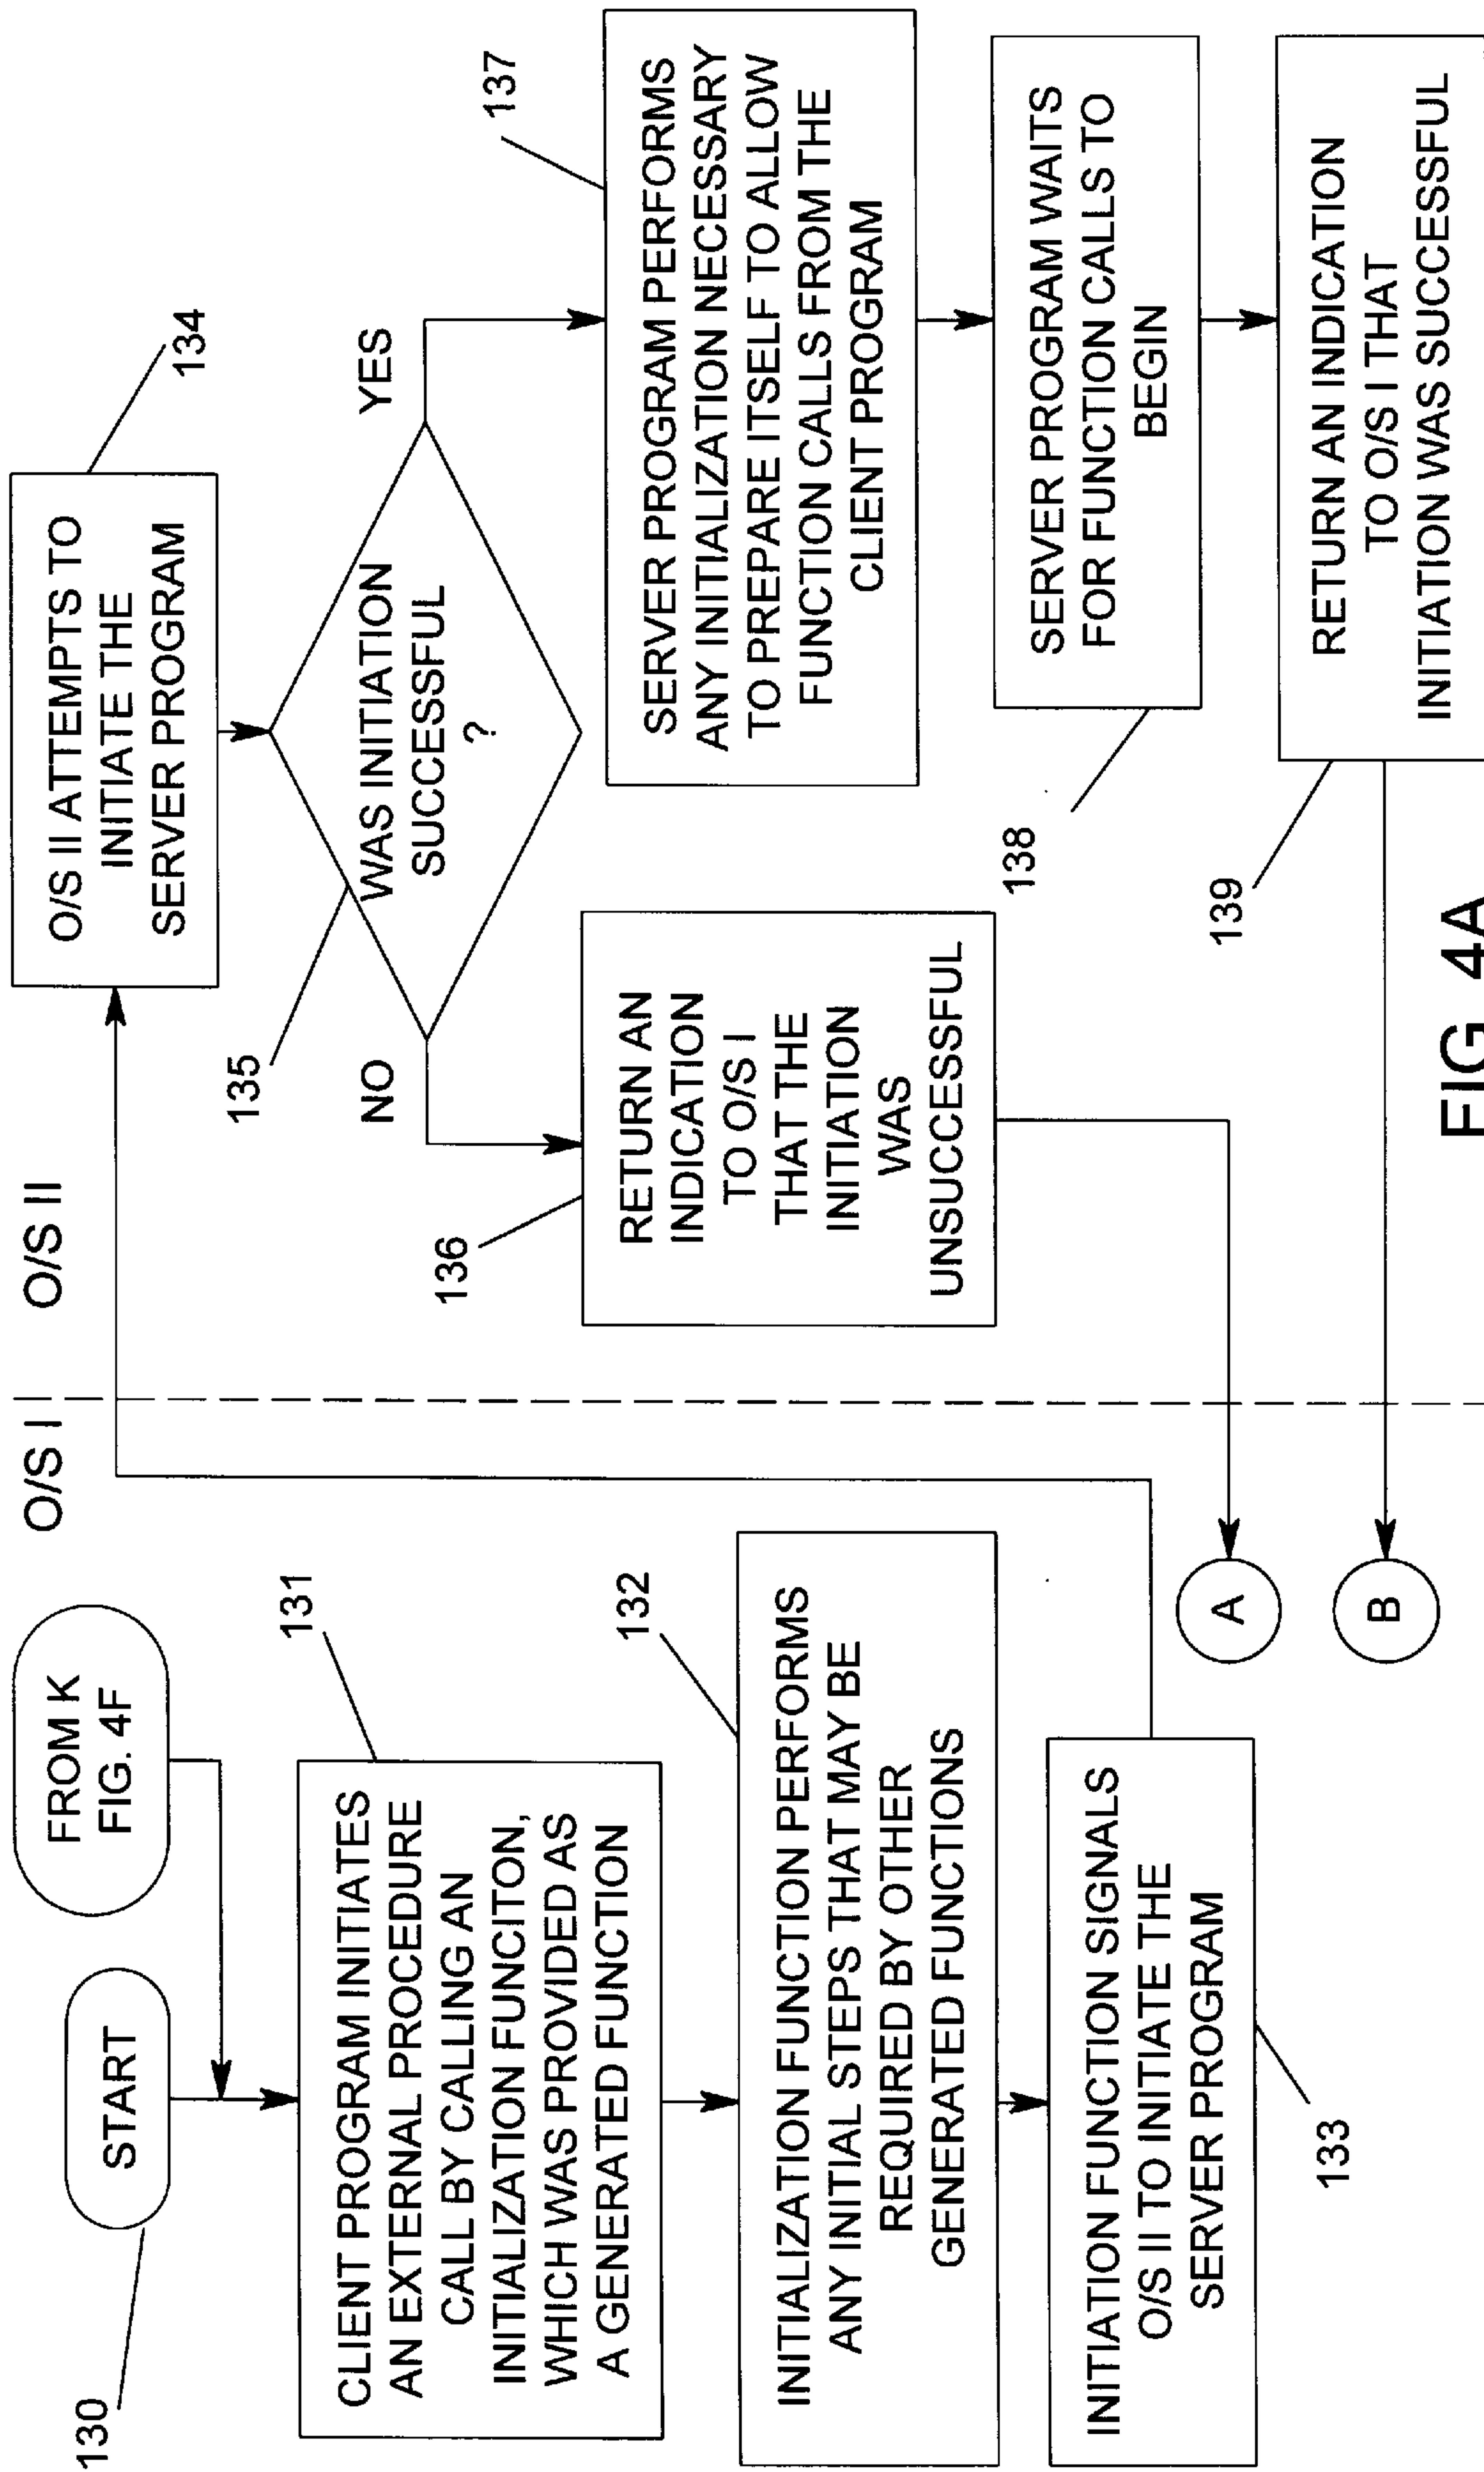 O/S I
O/S II
START
130
FROM K
FIG. 4F
CLIENT PROGRAM INITIATES
AN EXTERNAL PROCEDURE
CALL BY CALLING AN
INITIALIZATION FUNCITON,
WHICH WAS PROVIDED AS
A GENERATED FUNCTION
131
INITIALIZATION FUNCTION PERFORMS
ANY INITIAL STEPS THAT MAY BE
REQUIRED BY OTHER
GENERATED FUNCTIONS
132
INITIATION FUNCTION SIGNALS
O/S II TO INITIATE THE
SERVER PROGRAM
133
A
B
O/S II ATTEMPTS TO
INITIATE THE
SERVER PROGRAM
134
WAS INITIATION
SUCCESSFUL
?
135
NO
YES
RETURN AN
INDICATION
TO O/S I
THAT THE
INITIATION
WAS
UNSUCCESSFUL
136
SERVER PROGRAM PERFORMS
ANY INITIALIZATION NECESSARY
TO PREPARE ITSELF TO ALLOW
FUNCTION CALLS FROM THE
CLIENT PROGRAM
137
SERVER PROGRAM WAITS
FOR FUNCTION CALLS TO
BEGIN
138
RETURN AN INDICATION
TO O/S I THAT
INITIATION WAS SUCCESSFUL
139
FIG. 4A